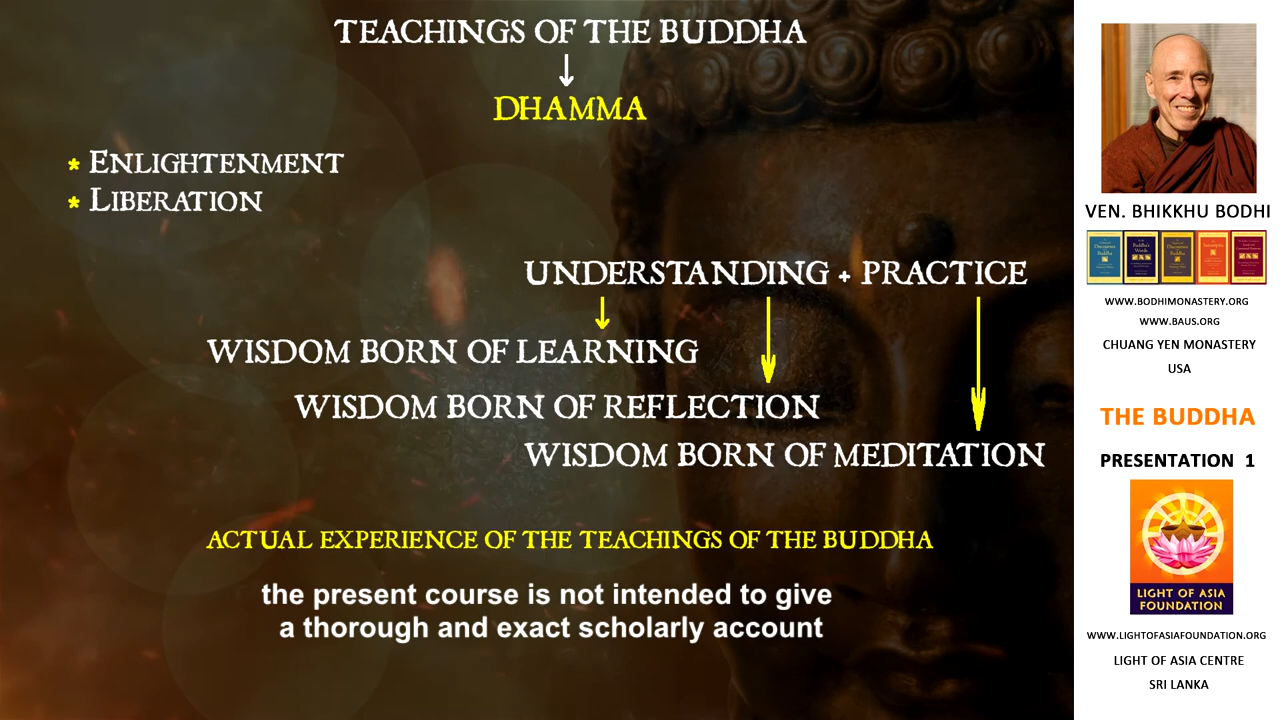 TEACHINGS OF THE BUDDHA
DHAMMA
* ENLIGHTENMENT
* LIBERATION
UNDERSTANDING + PRACTICE
WISDOM BORN OF LEARNING
WISDOM BORN OF REFLECTION
WISDOM BORN OF MEDITATION
ACTUAL EXPERIENCE OF THE TEACHINGS OF THE BUDDHA
the present course is not intended to give
a thorough and exact scholarly account
VEN. BHIKKHU BODHI
WWW.BODHIMONASTERY.ORG
WWW.BAUS.ORG
CHUANG YEN MONASTERY
USA
THE BUDDHA
PRESENTATION 1
LIGHT OF ASIA
FOUNDATION
WWW.LIGHTOFASIAFOUNDATION.ORG
LIGHT OF ASIA CENTRE
SRI LANKA